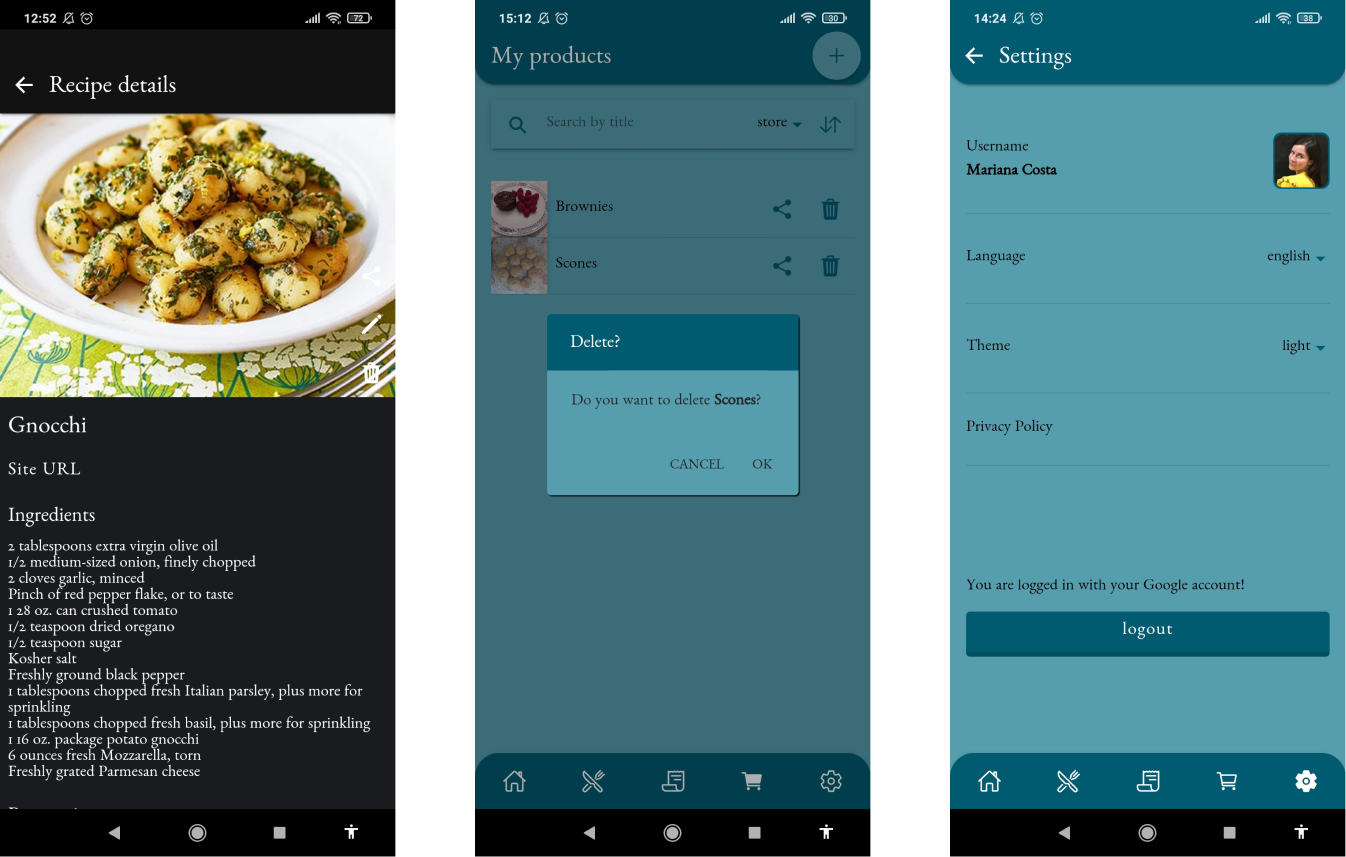 12:52
72
Recipe details
Gnocchi
Site URL
Ingredients
2 tablespoons extra virgin olive oil
1/2 medium-sized onion, finely chopped
2 cloves garlic, minced
Pinch of red pepper flake, or to taste
1 28 oz. can crushed tomato
1/2 teaspoon dried oregano
1/2 teaspoon sugar
Kosher salt
Freshly ground black pepper
1 tablespoons chopped fresh Italian parsley, plus more for
sprinkling
1 tablespoons chopped fresh basil, plus more for sprinkling
1 16 oz. package potato gnocchi
6 ounces fresh Mozzarella, torn
Freshly grated Parmesan cheese
15:12
30
My products
Search by title
store
Brownies
Scones
Delete?
Do you want to delete Scones?
CANCEL OK
14:24
38
Settings
Username
Mariana Costa
Language
english
Theme
light
Privacy Policy
You are logged in with your Google account!
logout